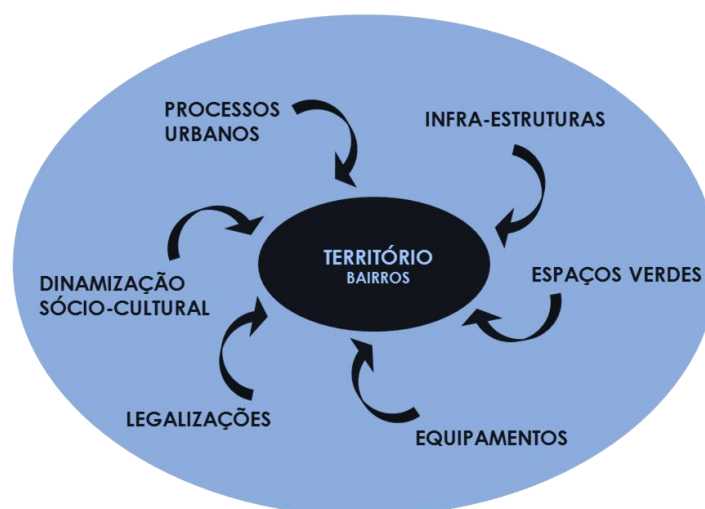 PROCESSOS
URBANOS
INFRA-ESTRUTURAS
TERRITÓRIO
BAIRROS
ESPAÇOS VERDES
DINAMIZAÇÃO
SÓCIO-CULTURAL
LEGALIZAÇÕES
EQUIPAMENTOS